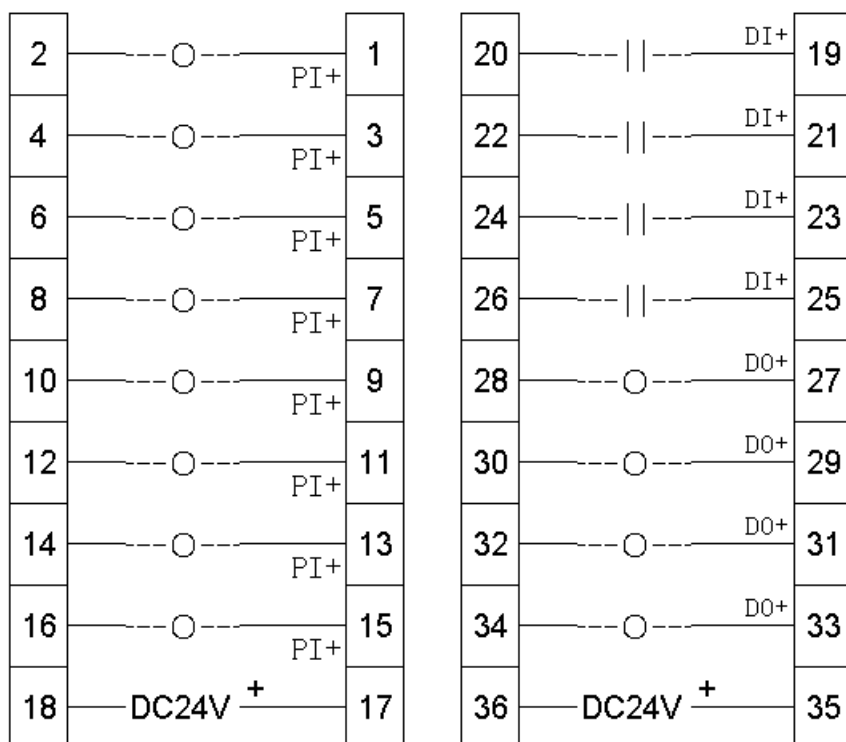 2 1 20 DI+ 19
PI+
4 3 22 DI+ 21
PI+
6 5 24 DI+ 23
PI+
8 7 26 DI+ 25
PI+
10 9 28 DO+ 27
PI+
12 11 30 DO+ 29
PI+
14 13 32 DO+ 31
PI+
16 15 34 DO+ 33
PI+
18 DC24V + 17 36 DC24V + 35